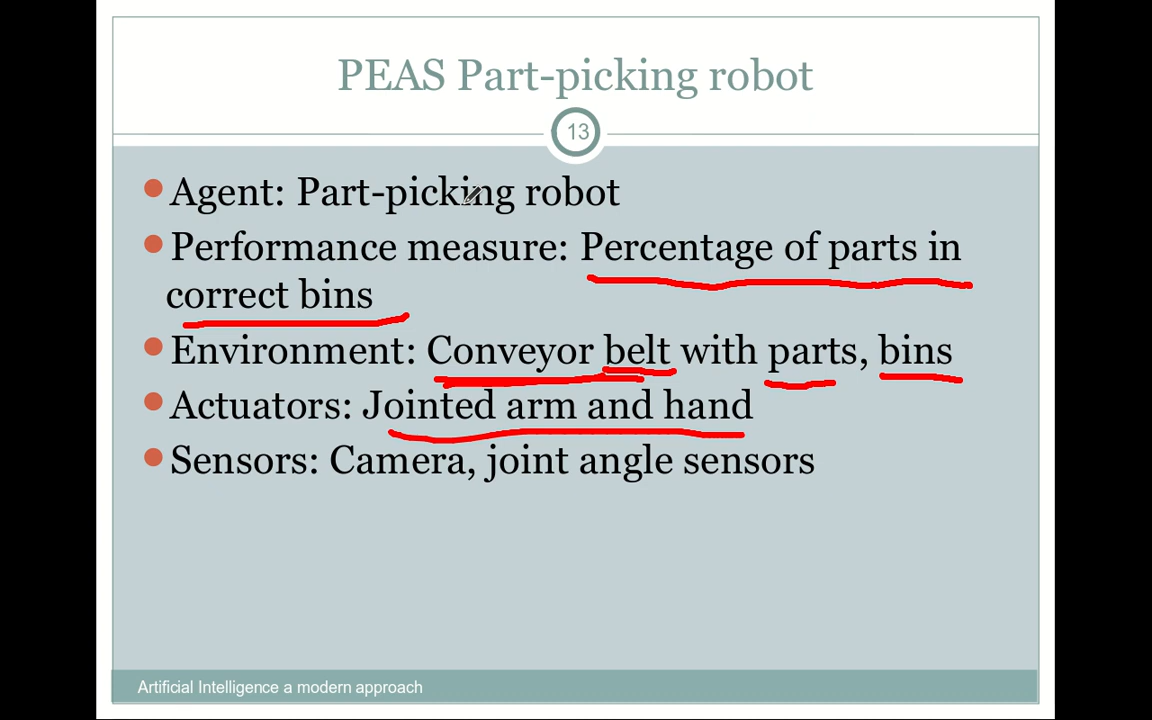 PEAS Part-picking robot
13
Agent: Part-picking robot
Performance measure: Percentage of parts in
correct bins
Environment: Conveyor belt with parts, bins
Actuators: Jointed arm and hand
Sensors: Camera, joint angle sensors
Artificial Intelligence a modern approach